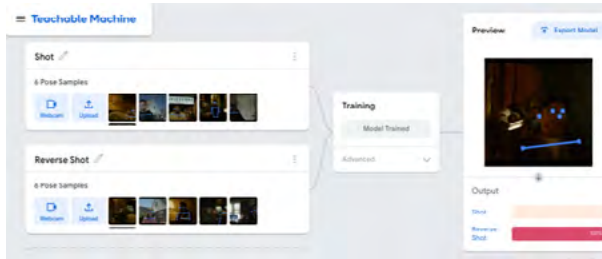 Teachable Machine
Shot
6 Pose Samples
Webcam
Upload
Reverse Shot
6 Pose Samples
Webcam
Upload
Training
Model Trained
Advanced
Preview
Export Model
Output
Shot
Reverse
Shot